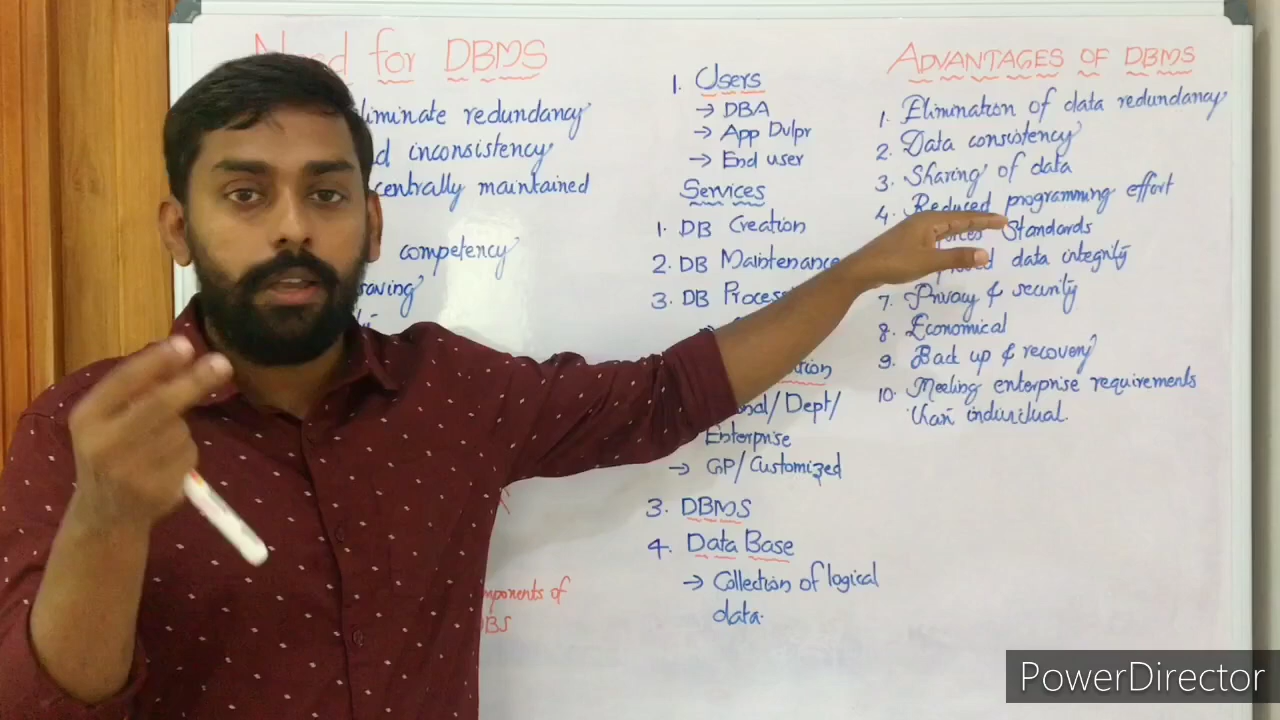 Need for DBMS
liminate redundancy
d inconsistency
centrally maintained
competency
saving
mponents of
BS
1. Users
→ DBA
→ App Dvlpr
→ End user
Services
1. DB Creation
2. DB Maintenance
3. DB Proces
tion
nal/Dept/
Enterprise
→ GP/Customized
3. DBMS
4. Data Base
→ Collection of logical
data.
ADVANTAGES OF DBMS
1. Elimination of data redundancy
2. Data consistency
3. Sharing of data
4. Reduced programming effort
forces Standards
proved data integrity
7. Privacy & security
8. Economical
9. Back up & recovery
10. Meeting enterprise requirements
than individual.
PowerDirector